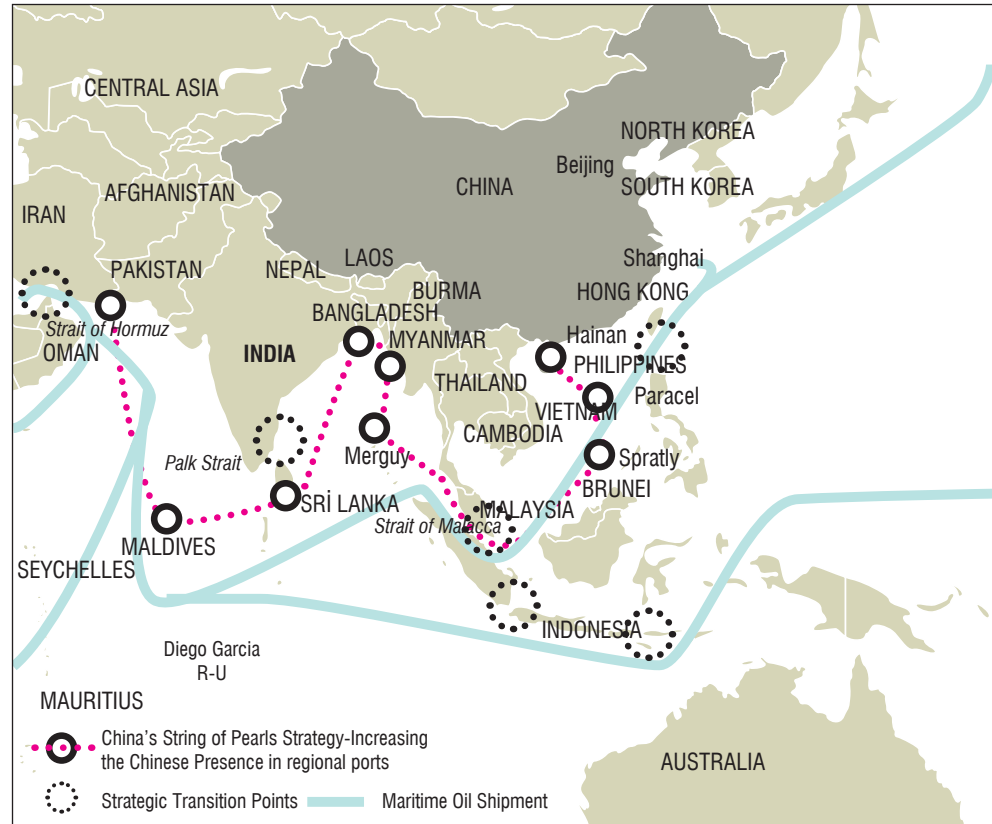 CENTRAL ASIA
NORTH KOREA
Beijing
CHINA
SOUTH KOREA
AFGHANISTAN
IRAN
LAOS
Shanghai
PAKISTAN
NEPAL
BURMA
HONG KONG
BANGLADESH
Strait of Hormuz
MYANMAR
Hainan
OMAN
INDIA
PHILIPPINES
THAILAND
Paracel
VIETNAM
CAMBODIA
Merguy
Palk Strait
Spratly
BRUNEI
SRİ LANKA
MALAYSIA
Strait of Malacca
MALDIVES
SEYCHELLES
INDONESIA
Diego Garcia
R-U
MAURITIUS
China's String of Pearls Strategy-Increasing
the Chinese Presence in regional ports
AUSTRALIA
Strategic Transition Points
Maritime Oil Shipment